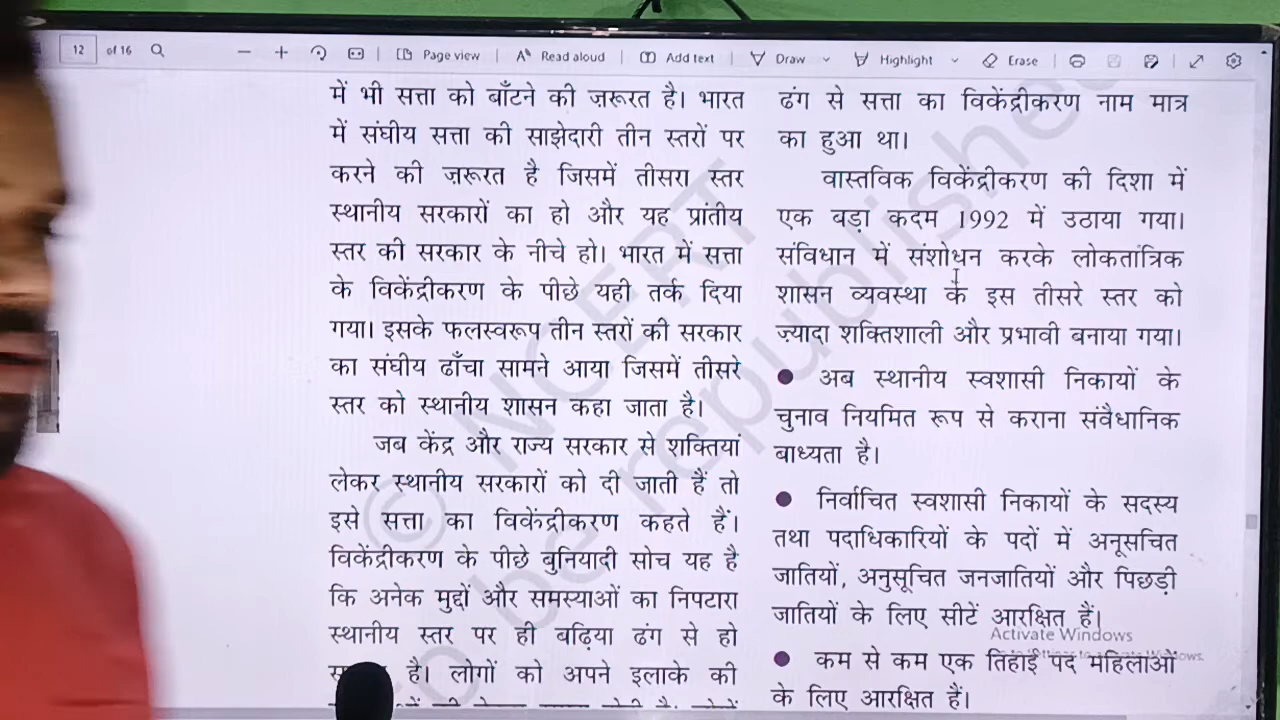 12 of 16 Page view Read aloud Add text Draw Highlight Erase
में भी सत्ता को बाँटने की ज़रूरत है। भारत
में संघीय सत्ता की साझेदारी तीन स्तरों पर
करने की ज़रूरत है जिसमें तीसरा स्तर
स्थानीय सरकारों का हो और यह प्रांतीय
स्तर की सरकार के नीचे हो। भारत में सत्ता
के विकेंद्रीकरण के पीछे यही तर्क दिया
गया। इसके फलस्वरूप तीन स्तरों की सरकार
का संघीय ढाँचा सामने आया जिसमें तीसरे
स्तर को स्थानीय शासन कहा जाता है।
जब केंद्र और राज्य सरकार से शक्तियां
लेकर स्थानीय सरकारों को दी जाती हैं तो
इसे सत्ता का विकेंद्रीकरण कहते हैं।
विकेंद्रीकरण के पीछे बुनियादी सोच यह है
कि अनेक मुद्दों और समस्याओं का निपटारा
स्थानीय स्तर पर ही बढ़िया ढंग से हो
है। लोगों को अपने इलाके की
ढंग से सत्ता का विकेंद्रीकरण नाम मात्र
का हुआ था।
वास्तविक विकेंद्रीकरण की दिशा में
एक बड़ा कदम 1992 में उठाया गया।
संविधान में संशोधन करके लोकतांत्रिक
शासन व्यवस्था के इस तीसरे स्तर को
ज़्यादा शक्तिशाली और प्रभावी बनाया गया।
● अब स्थानीय स्वशासी निकायों के
चुनाव नियमित रूप से कराना संवैधानिक
बाध्यता है।
● निर्वाचित स्वशासी निकायों के सदस्य
तथा पदाधिकारियों के पदों में अनूसचित
जातियों, अनुसूचित जनजातियों और पिछड़ी
जातियों के लिए सीटें आरक्षित हैं।
● कम से कम एक तिहाई पद महिलाओं
के लिए आरक्षित हैं।
© NCERT
be republished
Activate Windows